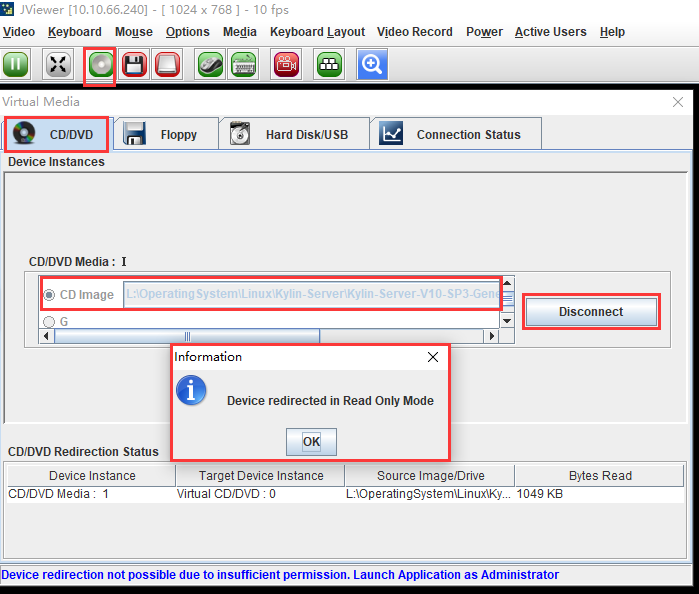 JViewer [10.10.66.240] - [ 1024 x 768 ] - 10 fps
Video Keyboard Mouse Options Media Keyboard Layout Video Record Power Active Users Help
Virtual Media
CD/DVD Floppy Hard Disk/USB Connection Status
Device Instances
CD/DVD Media : I
CD Image L:\OperatingSystem\Linux\Kylin-Server\Kylin-Server-V10-SP3-Gene
Disconnect
G
Information
Device redirected in Read Only Mode
OK
CD/DVD Redirection Status
Device Instance Target Device Instance Source Image/Drive Bytes Read
CD/DVD Media : 1 Virtual CD/DVD : 0 L:\OperatingSystem\Linux\Ky... 1049 KB
Device redirection not possible due to insufficient permission. Launch Application as Administrator